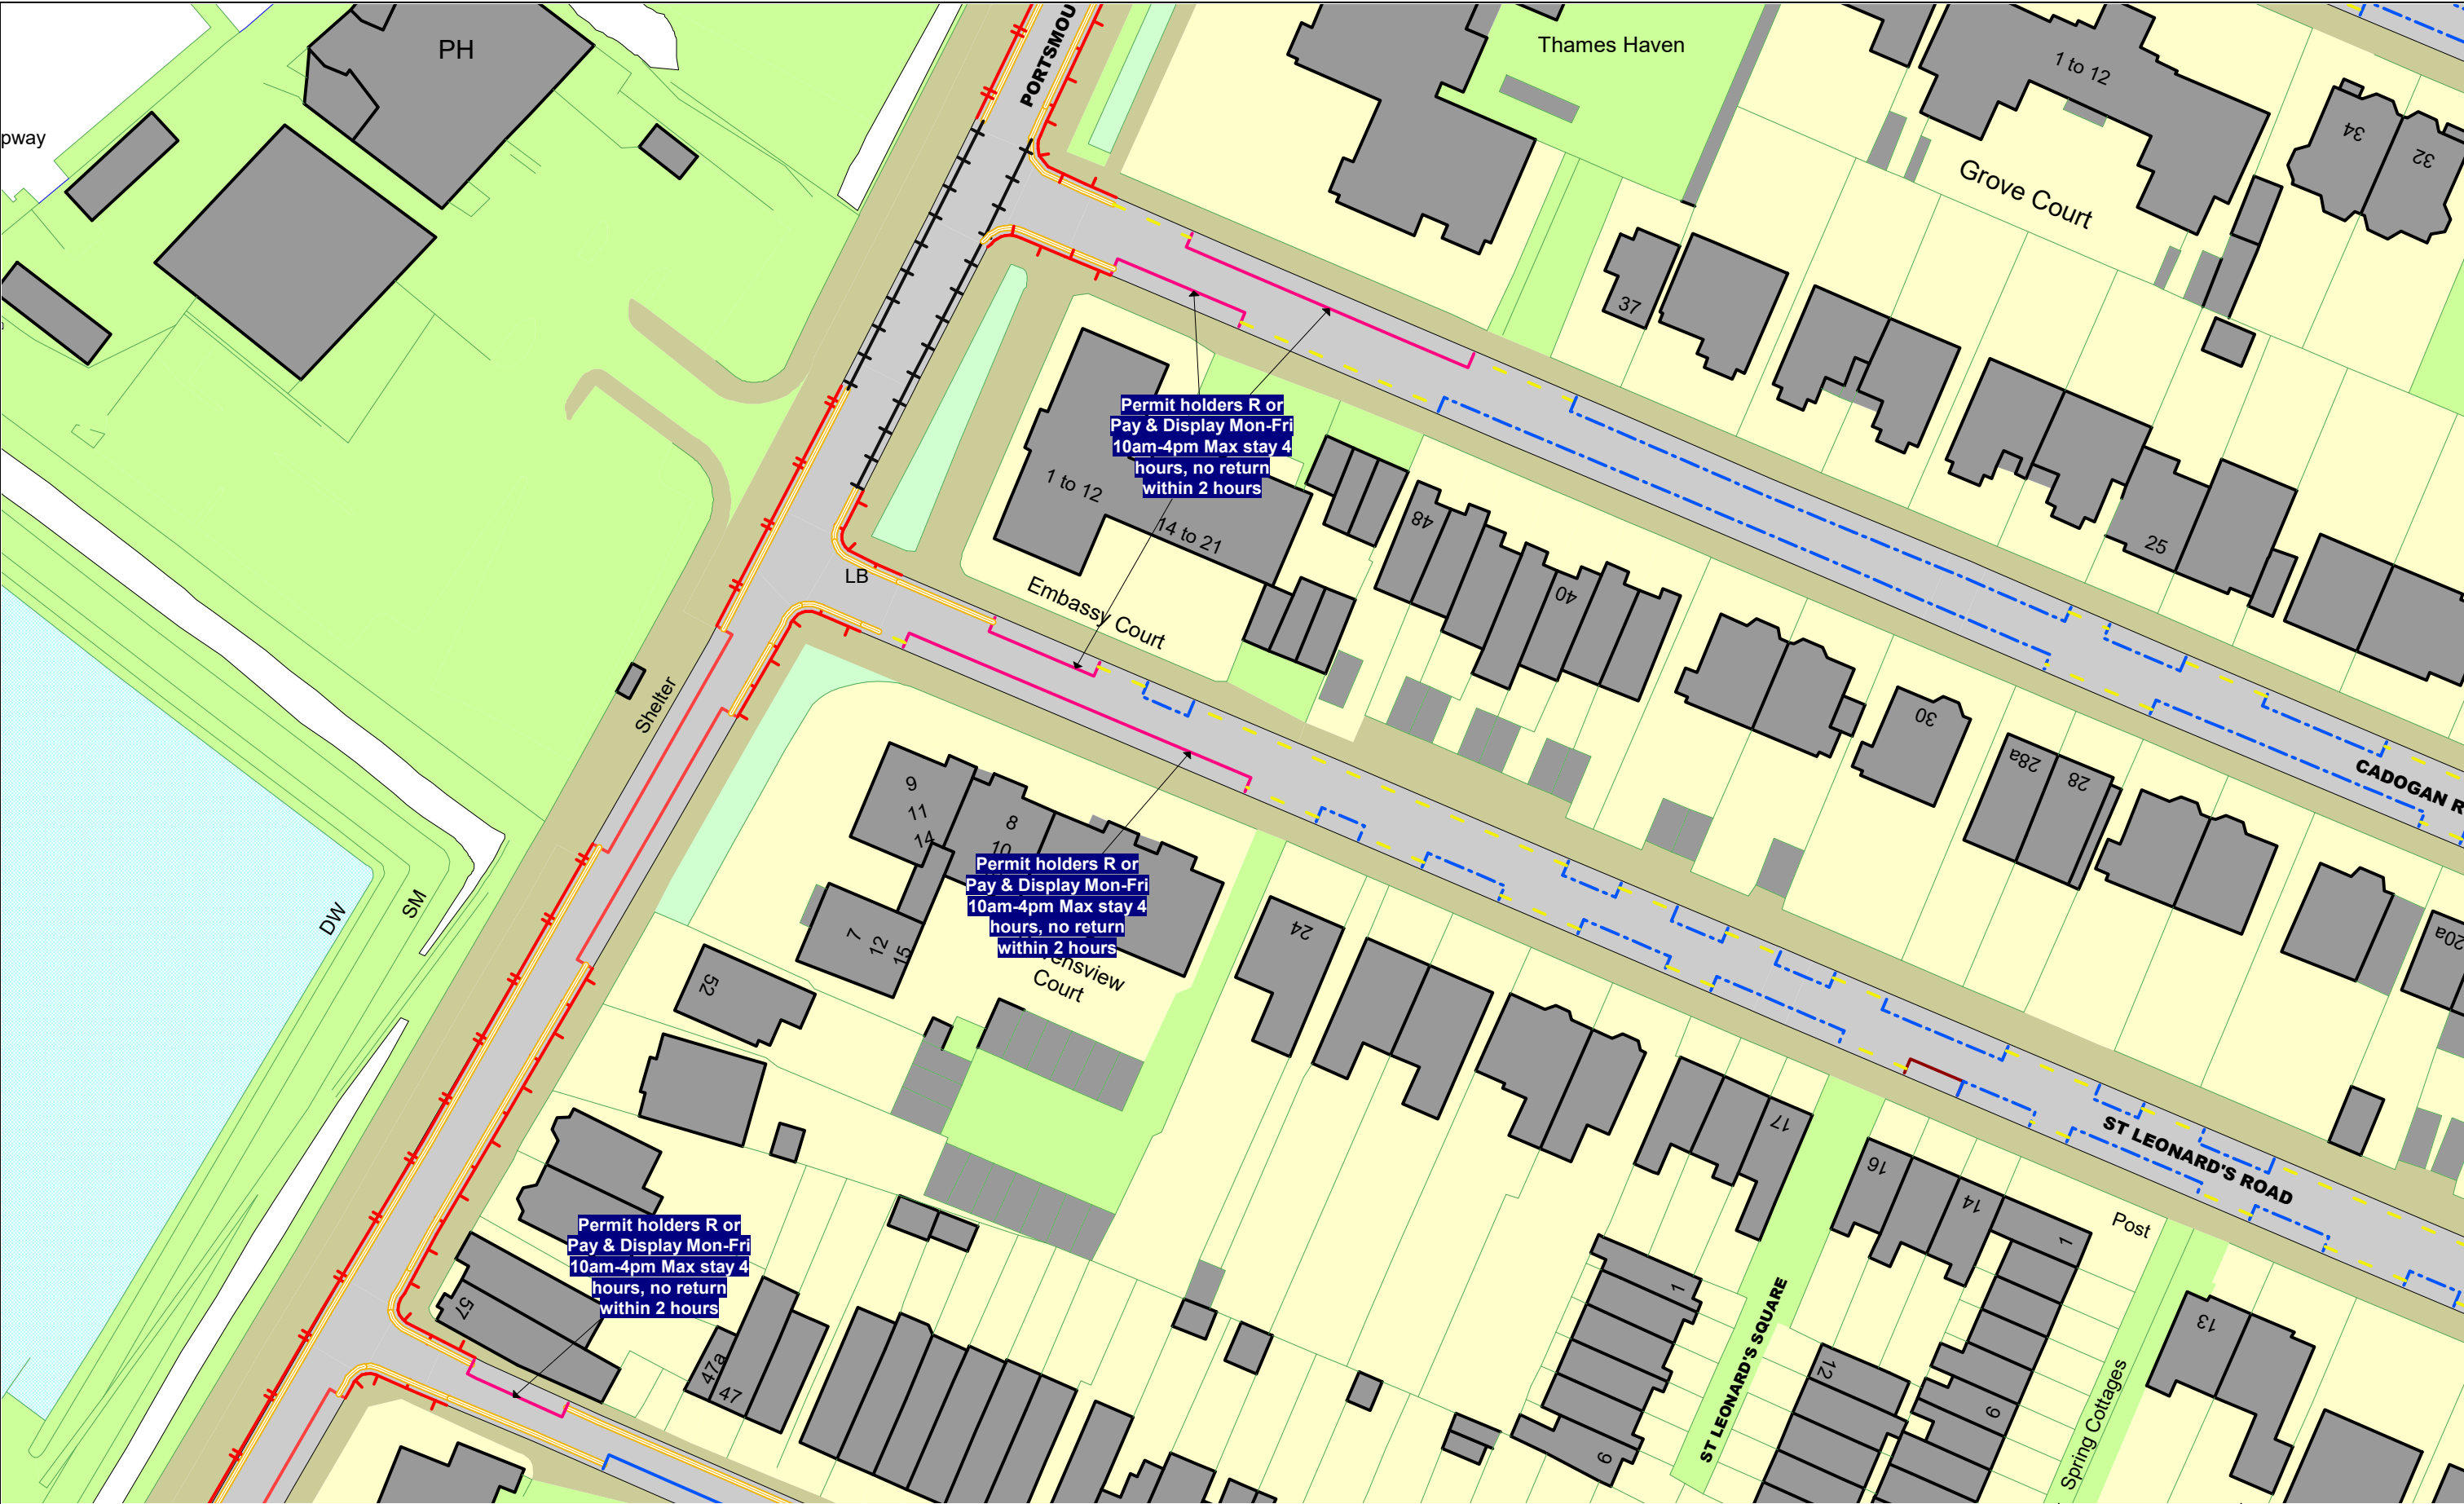 PH
PORTSMOU
Thames Haven
1 to 12
34
32
pway
Grove Court
37
Permit holders R or
Pay & Display Mon-Fri
10am-4pm Max stay 4
hours, no return
within 2 hours
1 to 12
14 to 21
48
40
25
LB
Embassy Court
Shelter
30
28a
28
CADOGAN R
9
11
14
8
10
Permit holders R or
Pay & Display Mon-Fri
10am-4pm Max stay 4
hours, no return
within 2 hours
ensview
Court
7
12
15
24
20a
DW
SM
52
17
16
14
1
ST LEONARD'S ROAD
Post
Permit holders R or
Pay & Display Mon-Fri
10am-4pm Max stay 4
hours, no return
within 2 hours
57
47a
47
1
9
ST LEONARD'S SQUARE
12
9
Spring Cottages
13